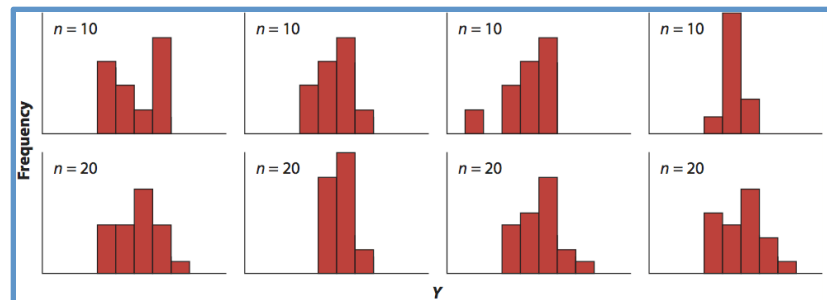 n = 10
n = 10
n = 10
n = 10
Frequency
n = 20
n = 20
n = 20
n = 20
Y